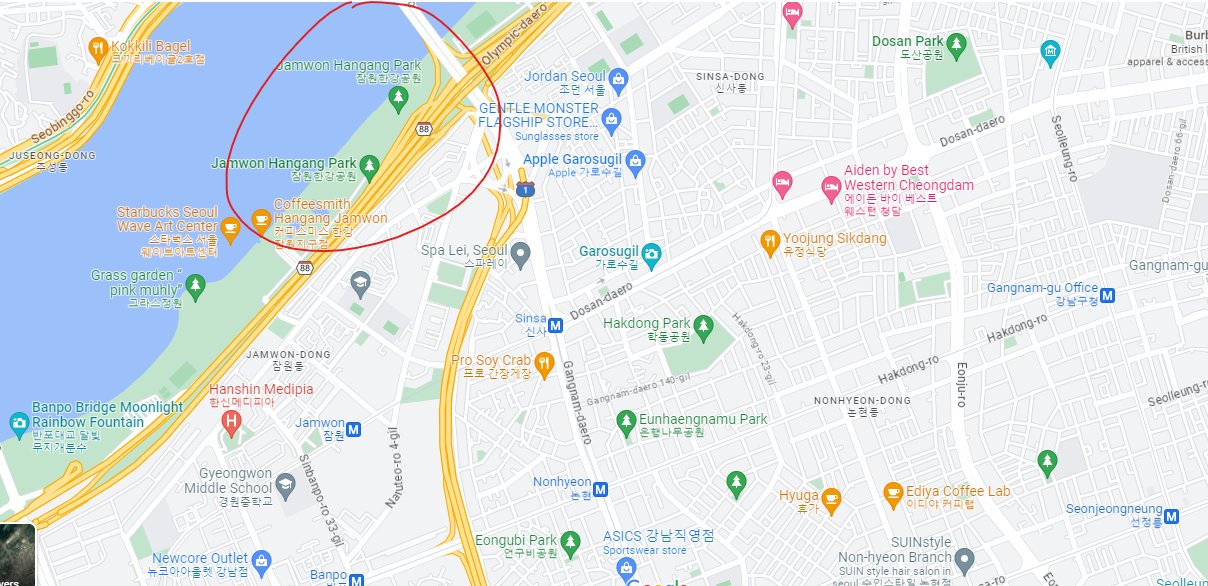 Kokkili Bagel
코끼리베이글2호점
Seobinggo-ro
JUSEONG-DONG
주성동
Olympic-daero
Jamwon Hangang Park
잠원한강공원
88
Jamwon Hangang Park
잠원한강공원
Coffeesmith
Hangang Jamwon
커피스미스 한강
잠원지구점
Starbucks Seoul
Wave Art Center
스타벅스 서울
웨이브아트센터
88
Grass garden "
pink muhly"
그라스정원
Jordan Seoul
조던 서울
GENTLE MONSTER
FLAGSHIP STORE...
Sunglasses store
Apple Garosugil
Apple 가로수길
1
SINSA-DONG
신사동
Dosan Park
도산공원
British l
apparel & access
Dosan-daero
Seolleung-ro
Dosan-daero 66-gil
Aiden by Best
Western Cheongdam
에이든 바이 베스트
웨스턴 청담
Yoojung Sikdang
유정식당
Spa Lei, Seoul
스파레이
Garosugil
가로수길
Dosan-daero
Sinsa
신사
M
Hakdong Park
학동공원
Hakdong-ro 23-gil
Gangnam-gu
Gangnam-gu Office
강남구청
M
Hakdong-ro
Hakdong-ro
Eonju-ro
Seolleung-ro
JAMWON-DONG
잠원동
Pro Soy Crab
프로 간장게장
Gangnam-daero
Gangnam-daero 140-gil
NONHYEON-DONG
논현동
Hanshin Medipia
한신메디피아
H
Banpo Bridge Moonlight
Rainbow Fountain
반포대교 달빛
무지개분수
Jamwon
잠원
M
Naruteo-ro 4-gil
Eunhaengnamu Park
은행나무공원
Gyeongwon
Middle School
경원중학교
Sinbanpo-ro 33-gil
Nonhyeon
논현
M
Hyuga
휴가
Ediya Coffee Lab
이디야 커피랩
Seonjeongneung
선정릉
M
Newcore Outlet
뉴코아아울렛 강남점
Banpo
M
Eongubi Park
언구비공원
ASICS 강남직영점
Sportswear store
SUINstyle
Non-hyeon Branch
SUIN style hair salon in